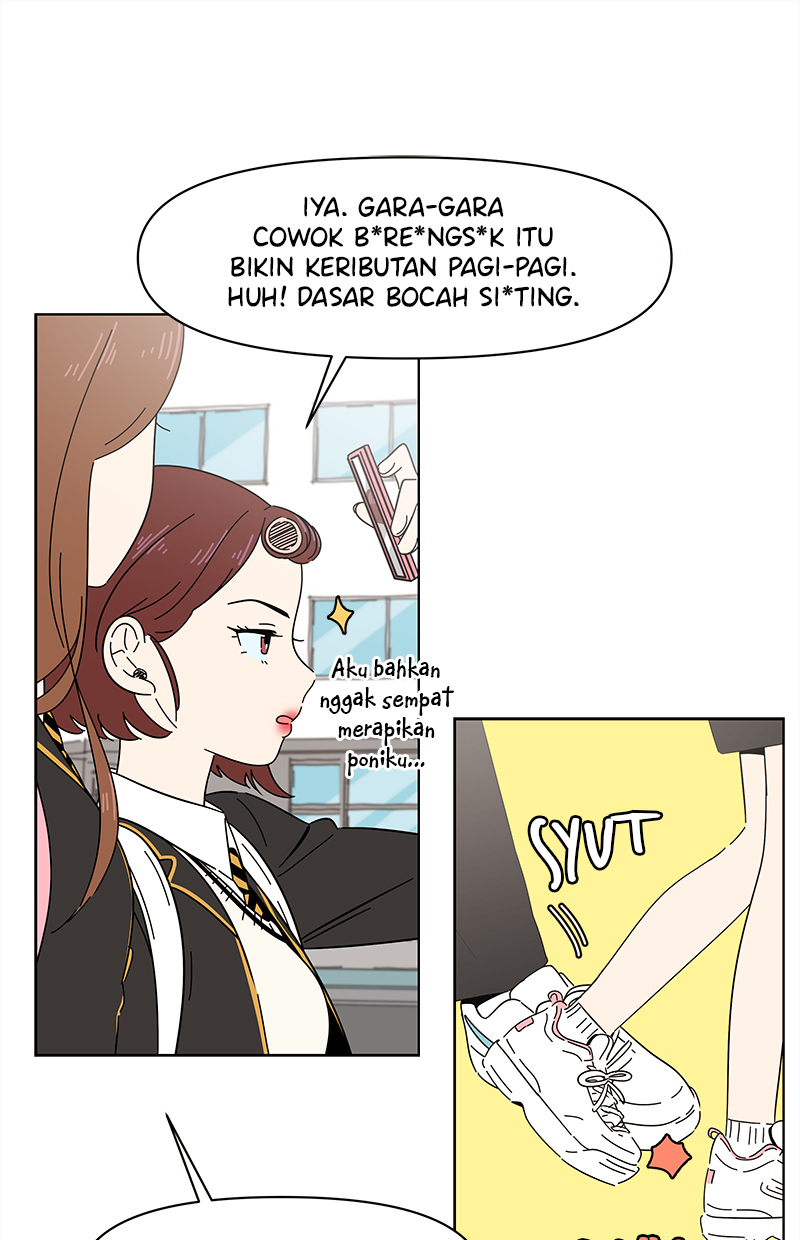 IYA. GARA-GARA
COWOK B*RE*NGS*K ITU
BIKIN KERIBUTAN PAGI-PAGI.
HUH! DASAR BOCAH SI*TING.
Aku bahkan
nggak sempat
merapikan
poniku...
SYUT